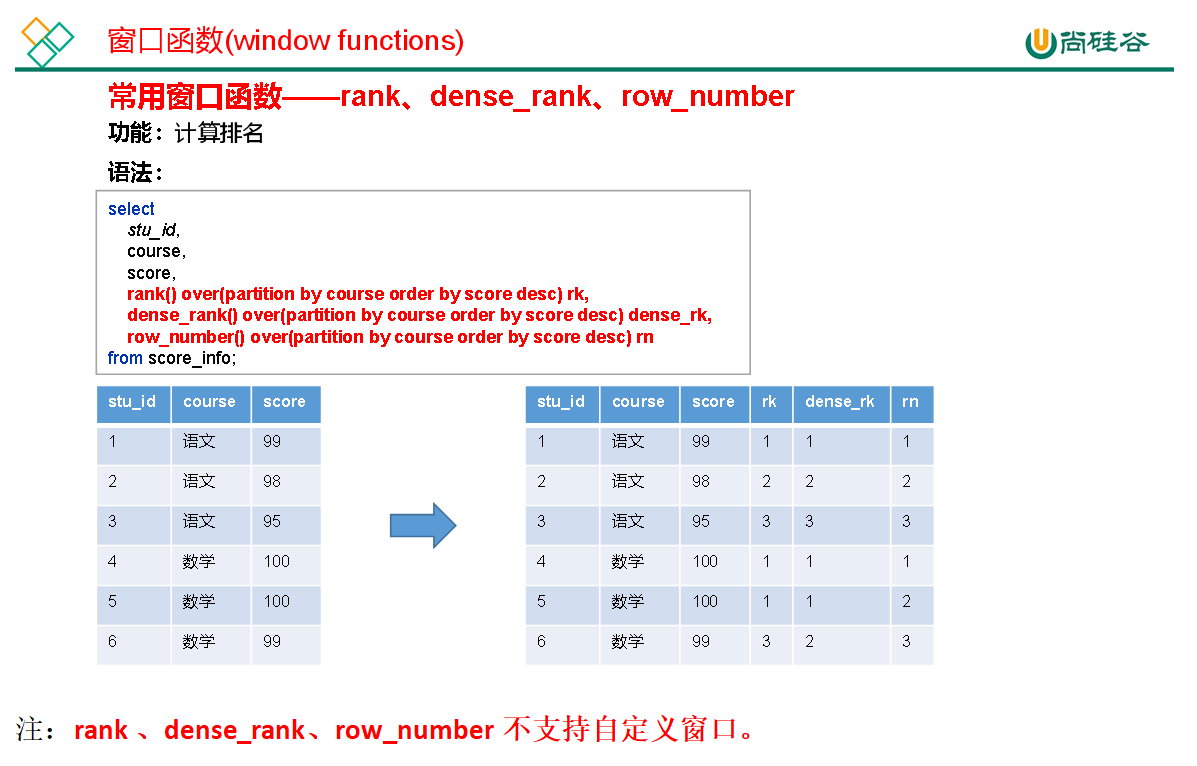 窗口函数(window functions)
尚硅谷
常用窗口函数——rank、dense_rank、row_number
功能：计算排名
语法：
select
stu_id,
course,
score,
rank() over(partition by course order by score desc) rk,
dense_rank() over(partition by course order by score desc) dense_rk,
row_number() over(partition by course order by score desc) rn
from score_info;
stu_id course score
1 语文 99
2 语文 98
3 语文 95
4 数学 100
5 数学 100
6 数学 99
stu_id course score rk dense_rk rn
1 语文 99 1 1 1
2 语文 98 2 2 2
3 语文 95 3 3 3
4 数学 100 1 1 1
5 数学 100 1 1 2
6 数学 99 3 2 3
注：rank 、dense_rank、row_number 不支持自定义窗口。